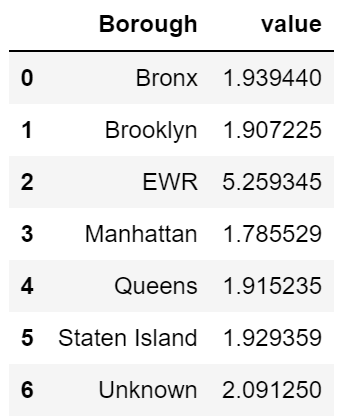 Borough value
0 Bronx 1.939440
1 Brooklyn 1.907225
2 EWR 5.259345
3 Manhattan 1.785529
4 Queens 1.915235
5 Staten Island 1.929359
6 Unknown 2.091250